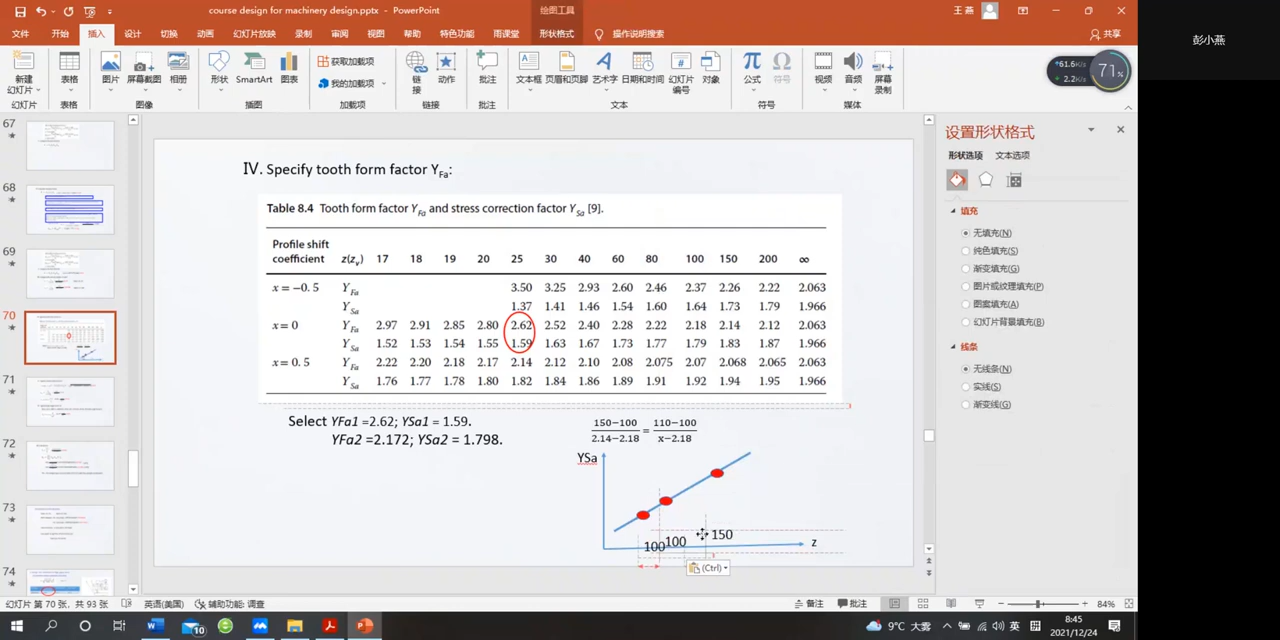 course design for machinery design.pptx - PowerPoint
绘图工具
王 燕
文件 开始 插入 设计 切换 动画 幻灯片放映 录制 审阅 视图 帮助 特色功能 雨课堂 形状格式 操作说明搜索 共享
新建
幻灯片
表格 图片 屏幕截图 相册 形状 SmartArt 图表
获取加载项
我的加载项
链接
动作 批注 文本框 页眉和页脚 艺术字 日期和时间 幻灯片编号 对象 公式 符号 视频 音频 屏幕录制
幻灯片 表格 图像 插图 加载项 链接 批注 文本 符号 媒体
61.6K/s
2.2K/s
71%
彭小燕
67
68
69
70
71
72
73
74
IV. Specify tooth form factor YFa:
Table 8.4 Tooth form factor YFa and stress correction factor YSa [9].
Profile shift
coefficient z(zv) 17 18 19 20 25 30 40 60 80 100 150 200 ∞
x = −0.5 YFa 3.50 3.25 2.93 2.60 2.46 2.37 2.26 2.22 2.063
YSa 1.37 1.41 1.46 1.54 1.60 1.64 1.73 1.79 1.966
x = 0 YFa 2.97 2.91 2.85 2.80 2.62 2.52 2.40 2.28 2.22 2.18 2.14 2.12 2.063
YSa 1.52 1.53 1.54 1.55 1.59 1.63 1.67 1.73 1.77 1.79 1.83 1.87 1.966
x = 0.5 YFa 2.22 2.20 2.18 2.17 2.14 2.12 2.10 2.08 2.075 2.07 2.068 2.065 2.063
YSa 1.76 1.77 1.78 1.80 1.82 1.84 1.86 1.89 1.91 1.92 1.94 1.95 1.966
Select YFa1 =2.62; YSa1 = 1.59.
YFa2 =2.172; YSa2 = 1.798.
150−100 / 2.14−2.18 = 110−100 / x−2.18
YSa
150
100
100
z
(Ctrl)
设置形状格式
形状选项 文本选项
填充
无填充(N)
纯色填充(S)
渐变填充(G)
图片或纹理填充(P)
图案填充(A)
幻灯片背景填充(B)
线条
无线条(N)
实线(S)
渐变线(G)
幻灯片 第 70 张, 共 93 张 英语(美国) 辅助功能: 调查 备注 批注 84%
10
9°C 大雾
英
8:45
2021/12/24